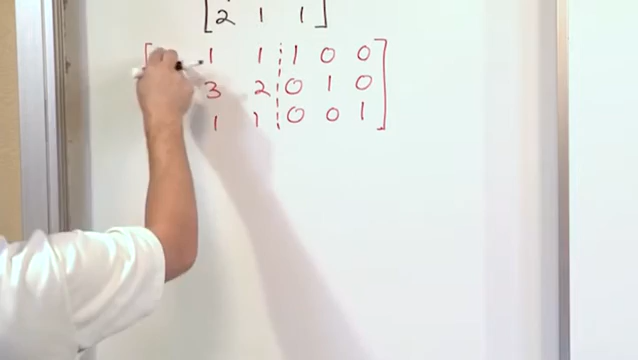 [2 1 1]
[ 1 1 ¦ 1 0 0 ]
3 2 ¦ 0 1 0
1 1 ¦ 0 0 1